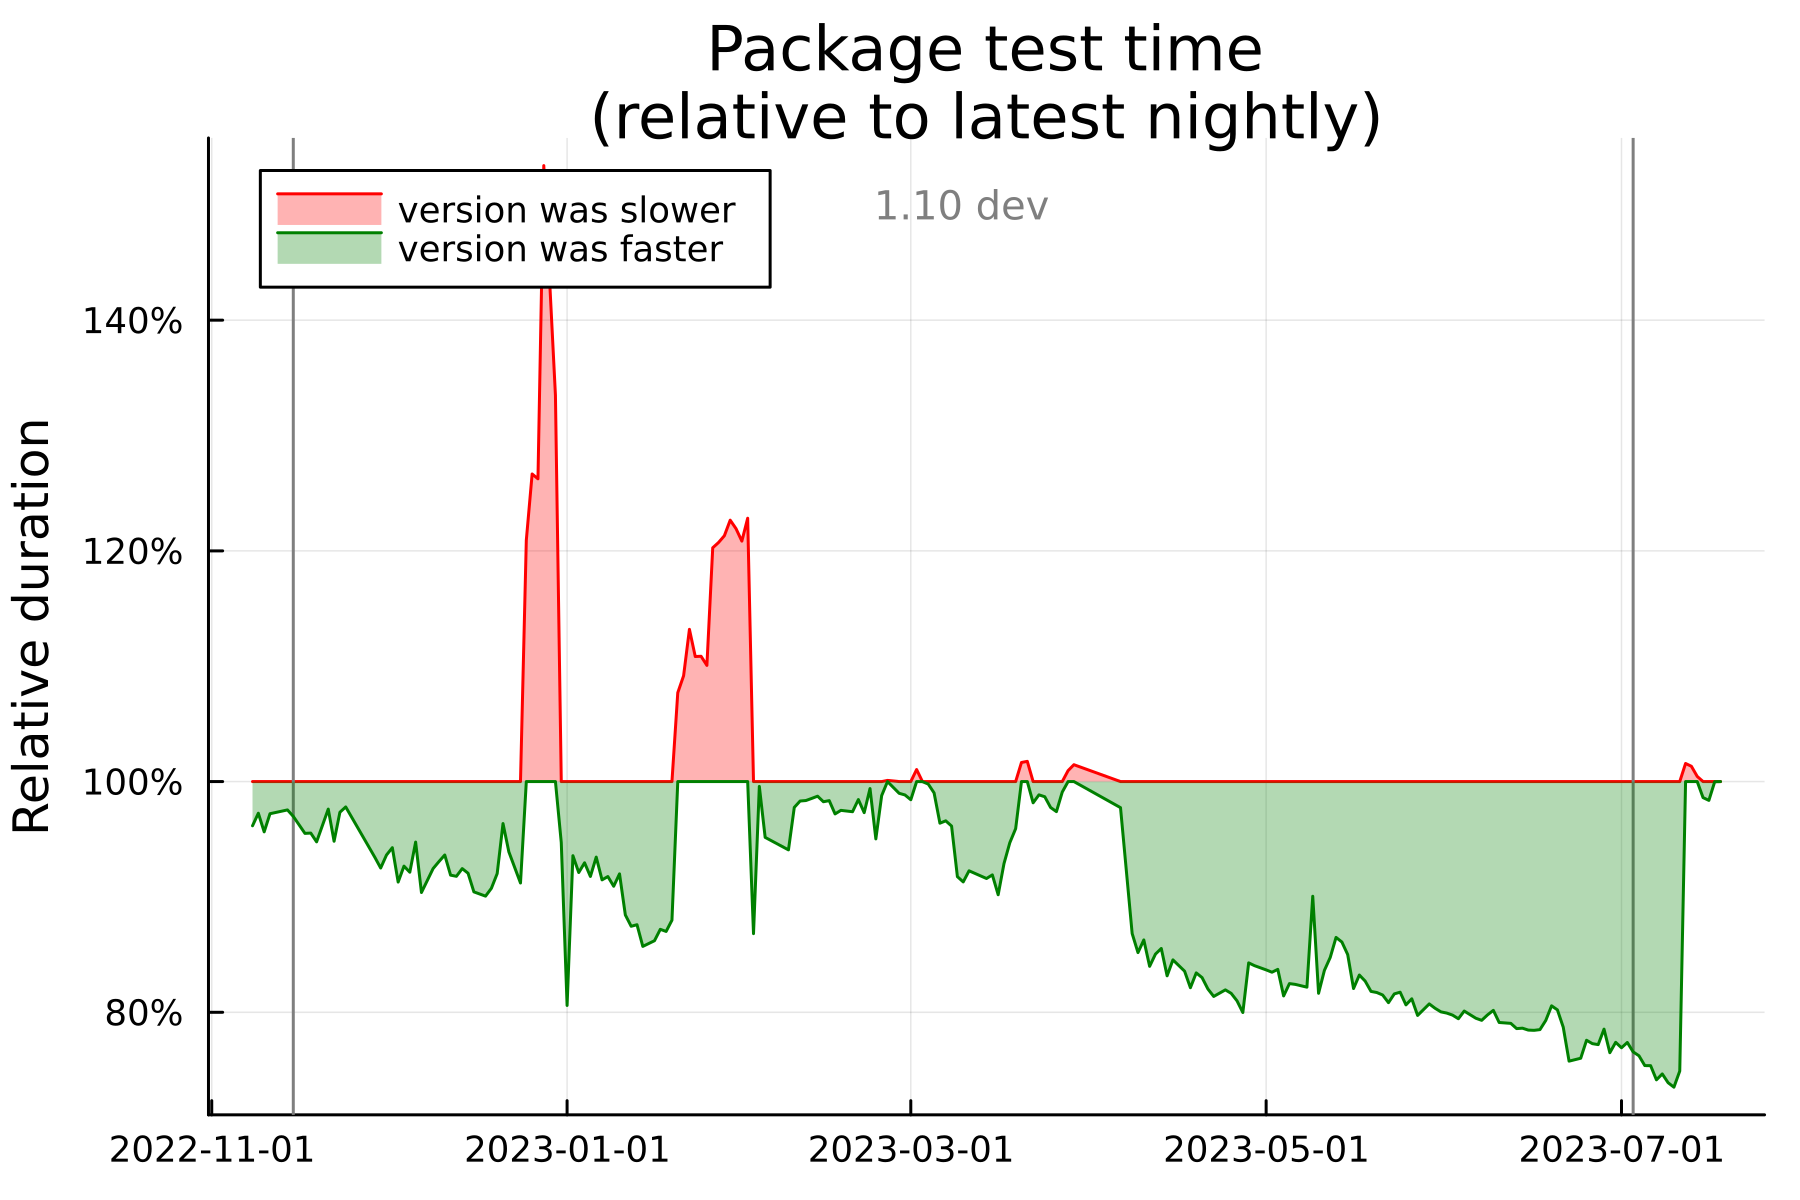 Package test time
(relative to latest nightly)
version was slower
version was faster
1.10 dev
Relative duration
140%
120%
100%
80%
2022-11-01
2023-01-01
2023-03-01
2023-05-01
2023-07-01